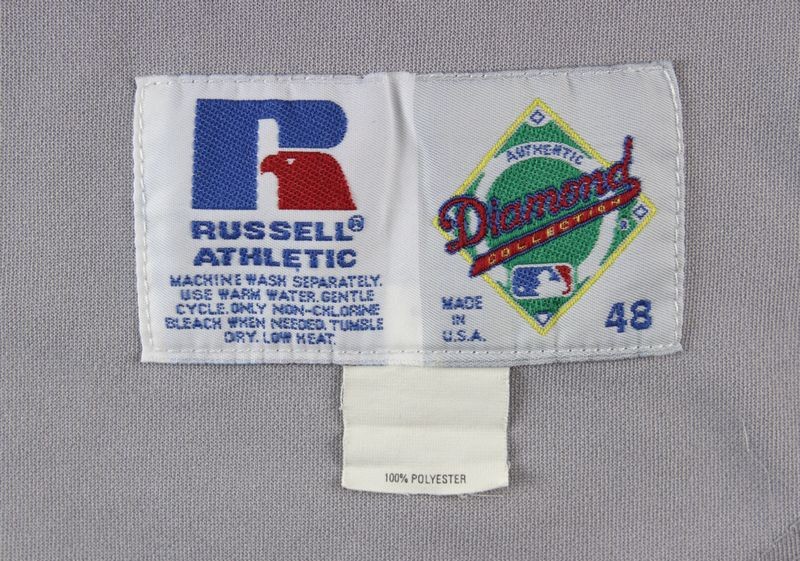 RUSSELL®
ATHLETIC
MACHINE WASH SEPARATELY.
USE WARM WATER. GENTLE
CYCLE. ONLY NON-CHLORINE
BLEACH WHEN NEEDED. TUMBLE
DRY. LOW HEAT.
AUTHENTIC
Diamond
COLLECTION
MADE
IN
U.S.A.
48
100% POLYESTER